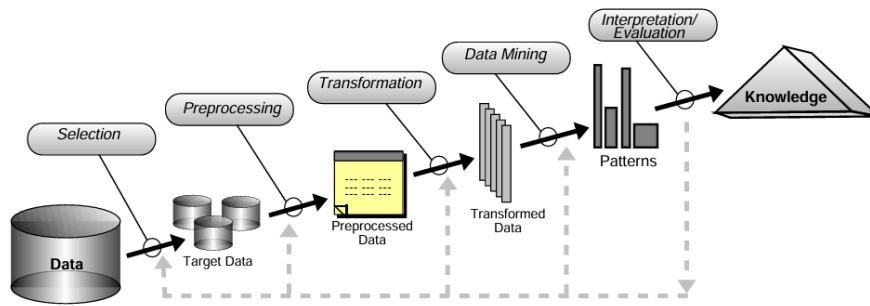 Interpretation/
Evaluation
Data Mining
Transformation
Preprocessing
Selection
Knowledge
Patterns
Transformed
Data
Preprocessed
Data
Target Data
Data